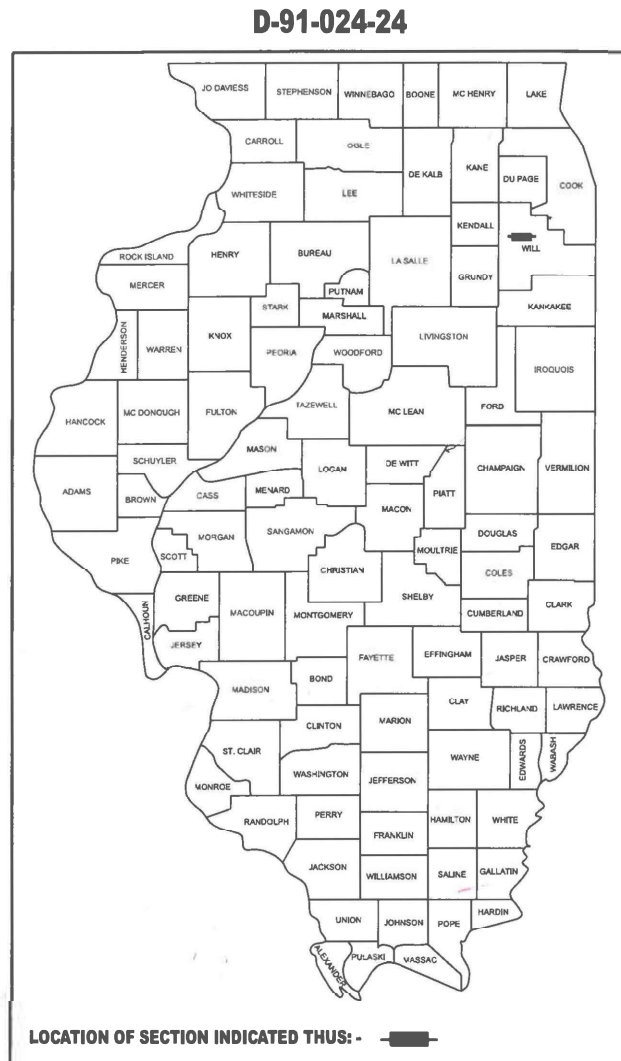 D-91-024-24
JO DAVIESS
STEPHENSON
WINNEBAGO
BOONE
MC HENRY
LAKE
CARROLL
OGLE
DE KALB
KANE
DU PAGE
COOK
WHITESIDE
LEE
KENDALL
WILL
ROCK ISLAND
HENRY
BUREAU
LA SALLE
GRUNDY
MERCER
PUTNAM
KANKAKEE
STARK
MARSHALL
HENDERSON
WARREN
KNOX
PEORIA
WOODFORD
LIVINGSTON
IROQUOIS
HANCOCK
MC DONOUGH
FULTON
TAZEWELL
MC LEAN
FORD
SCHUYLER
MASON
LOGAN
DE WITT
CHAMPAIGN
VERMILION
ADAMS
BROWN
CASS
MENARD
PIATT
MACON
PIKE
SCOTT
MORGAN
SANGAMON
MOULTRIE
DOUGLAS
EDGAR
CHRISTIAN
COLES
CALHOUN
GREENE
MACOUPIN
MONTGOMERY
SHELBY
CUMBERLAND
CLARK
JERSEY
FAYETTE
EFFINGHAM
JASPER
CRAWFORD
MADISON
BOND
CLAY
RICHLAND
LAWRENCE
CLINTON
MARION
ST. CLAIR
WAYNE
EDWARDS
WABASH
MONROE
WASHINGTON
JEFFERSON
RANDOLPH
PERRY
HAMILTON
WHITE
FRANKLIN
JACKSON
WILLIAMSON
SALINE
GALLATIN
UNION
JOHNSON
POPE
HARDIN
ALEXANDER
PULASKI
MASSAC
LOCATION OF SECTION INDICATED THUS: -